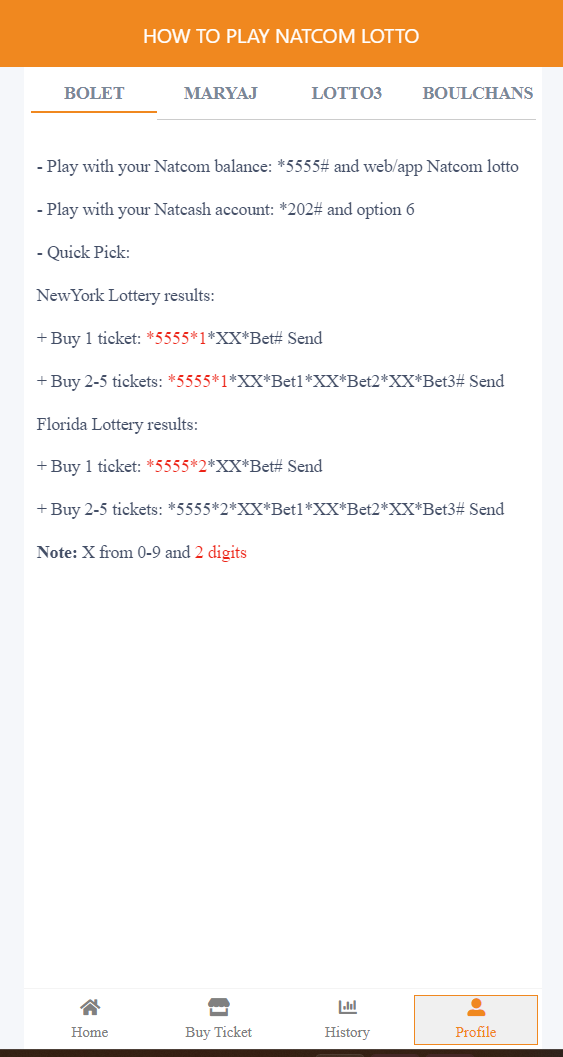 HOW TO PLAY NATCOM LOTTO
BOLET MARYAJ LOTTO3 BOULCHANS
- Play with your Natcom balance: *5555# and web/app Natcom lotto
- Play with your Natcash account: *202# and option 6
- Quick Pick:
NewYork Lottery results:
+ Buy 1 ticket: *5555*1*XX*Bet# Send
+ Buy 2-5 tickets: *5555*1*XX*Bet1*XX*Bet2*XX*Bet3# Send
Florida Lottery results:
+ Buy 1 ticket: *5555*2*XX*Bet# Send
+ Buy 2-5 tickets: *5555*2*XX*Bet1*XX*Bet2*XX*Bet3# Send
Note: X from 0-9 and 2 digits
Home Buy Ticket History Profile